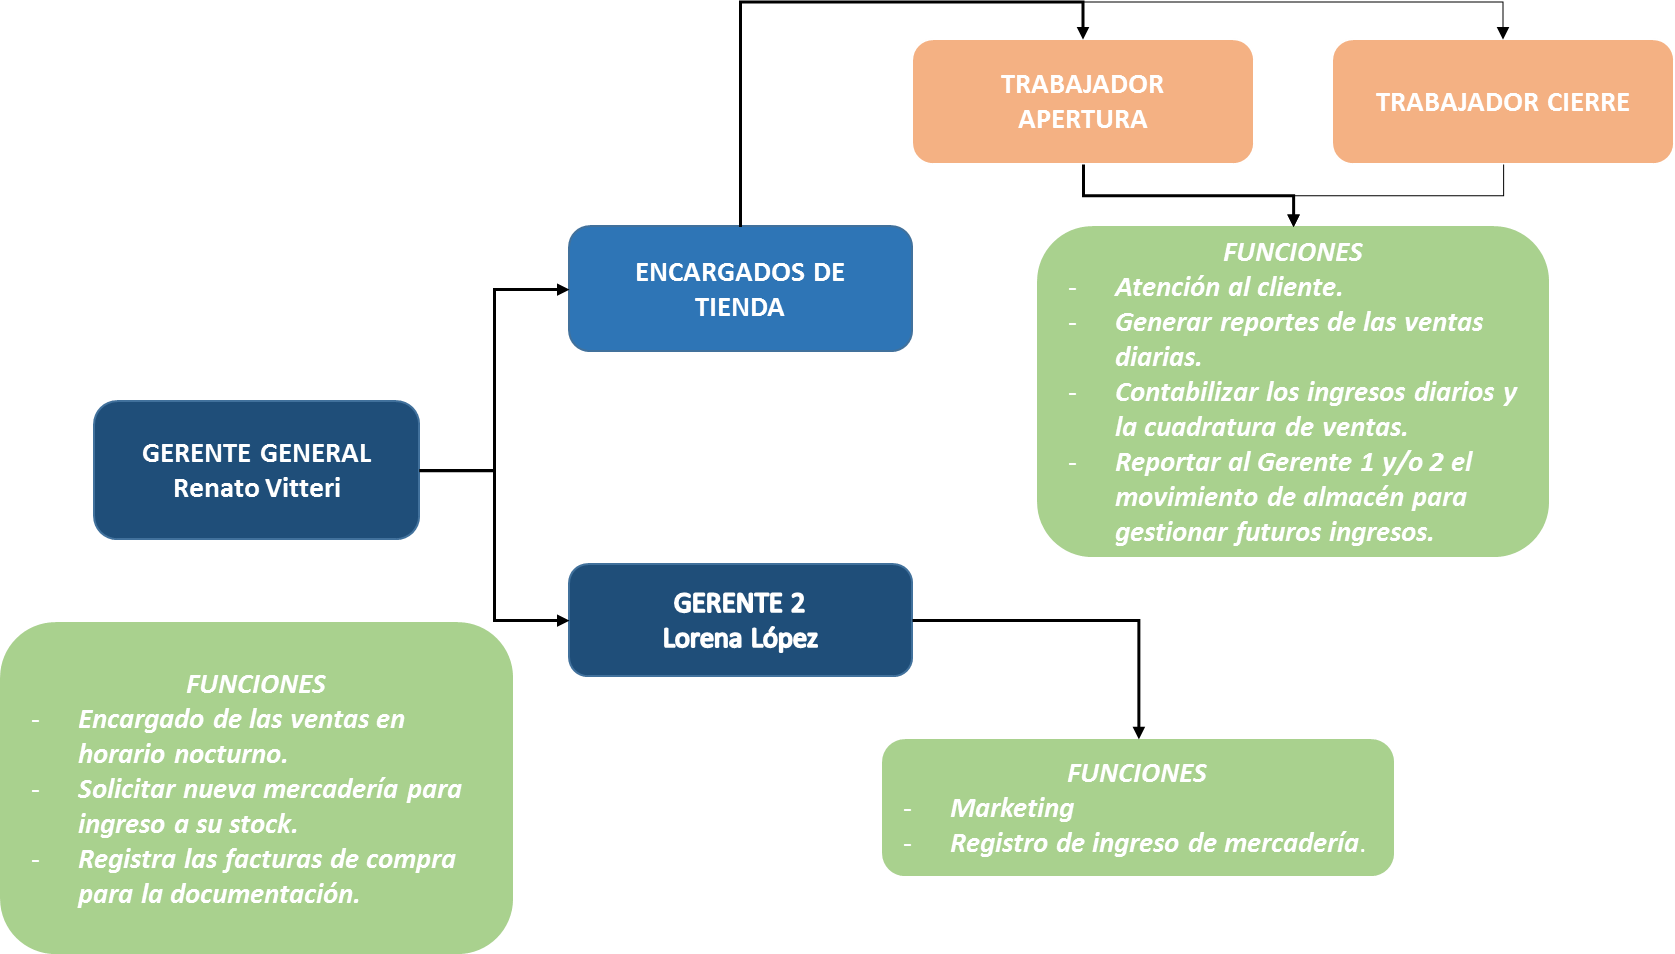 TRABAJADOR
APERTURA
TRABAJADOR CIERRE
ENCARGADOS DE
TIENDA
FUNCIONES
- Atención al cliente.
- Generar reportes de las ventas
diarias.
- Contabilizar los ingresos diarios y
la cuadratura de ventas.
- Reportar al Gerente 1 y/o 2 el
movimiento de almacén para
gestionar futuros ingresos.
GERENTE GENERAL
Renato Vitteri
GERENTE 2
Lorena López
FUNCIONES
- Encargado de las ventas en
horario nocturno.
- Solicitar nueva mercadería para
ingreso a su stock.
- Registra las facturas de compra
para la documentación.
FUNCIONES
- Marketing
- Registro de ingreso de mercadería.